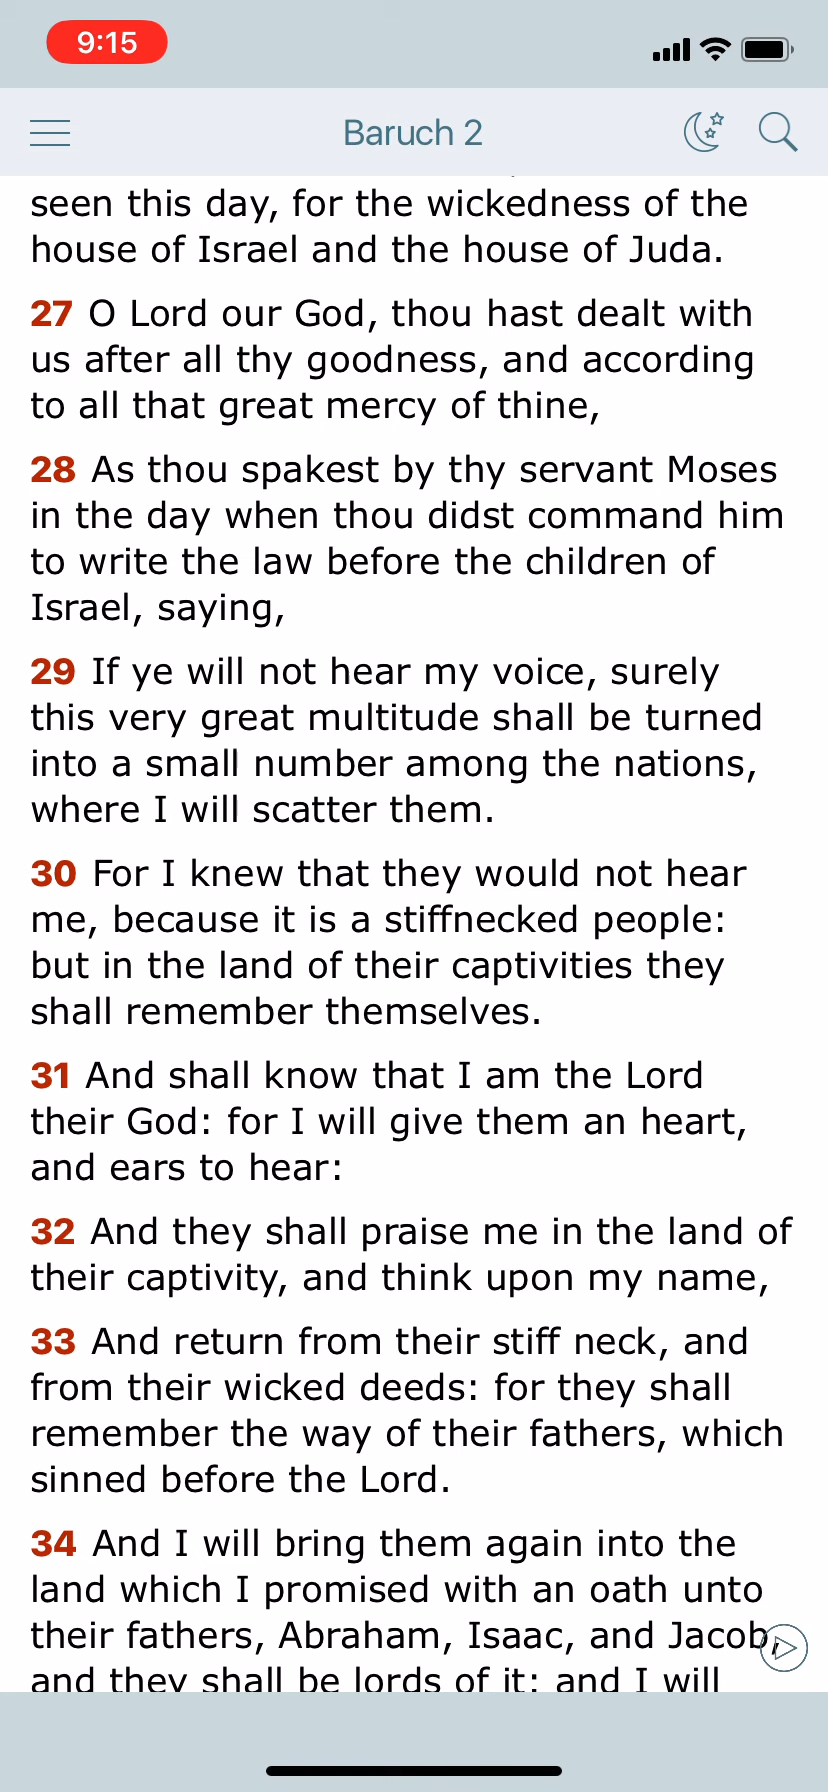 9:15
Baruch 2
seen this day, for the wickedness of the
house of Israel and the house of Juda.
27 O Lord our God, thou hast dealt with
us after all thy goodness, and according
to all that great mercy of thine,
28 As thou spakest by thy servant Moses
in the day when thou didst command him
to write the law before the children of
Israel, saying,
29 If ye will not hear my voice, surely
this very great multitude shall be turned
into a small number among the nations,
where I will scatter them.
30 For I knew that they would not hear
me, because it is a stiffnecked people:
but in the land of their captivities they
shall remember themselves.
31 And shall know that I am the Lord
their God: for I will give them an heart,
and ears to hear:
32 And they shall praise me in the land of
their captivity, and think upon my name,
33 And return from their stiff neck, and
from their wicked deeds: for they shall
remember the way of their fathers, which
sinned before the Lord.
34 And I will bring them again into the
land which I promised with an oath unto
their fathers, Abraham, Isaac, and Jacob,
and they shall be lords of it: and I will